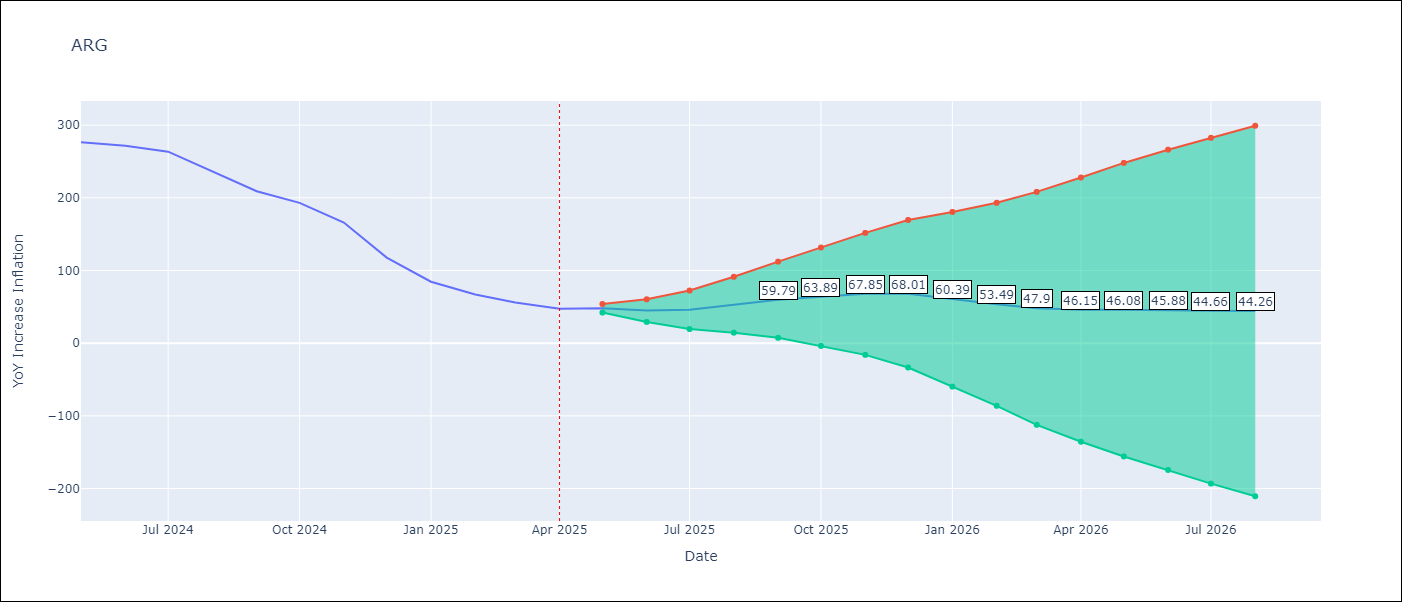 ARG
YoY Increase Inflation
300
200
100
0
−100
−200
59.79
63.89
67.85
68.01
60.39
53.49
47.9
46.15
46.08
45.88
44.66
44.26
Jul 2024
Oct 2024
Jan 2025
Apr 2025
Jul 2025
Oct 2025
Jan 2026
Apr 2026
Jul 2026
Date